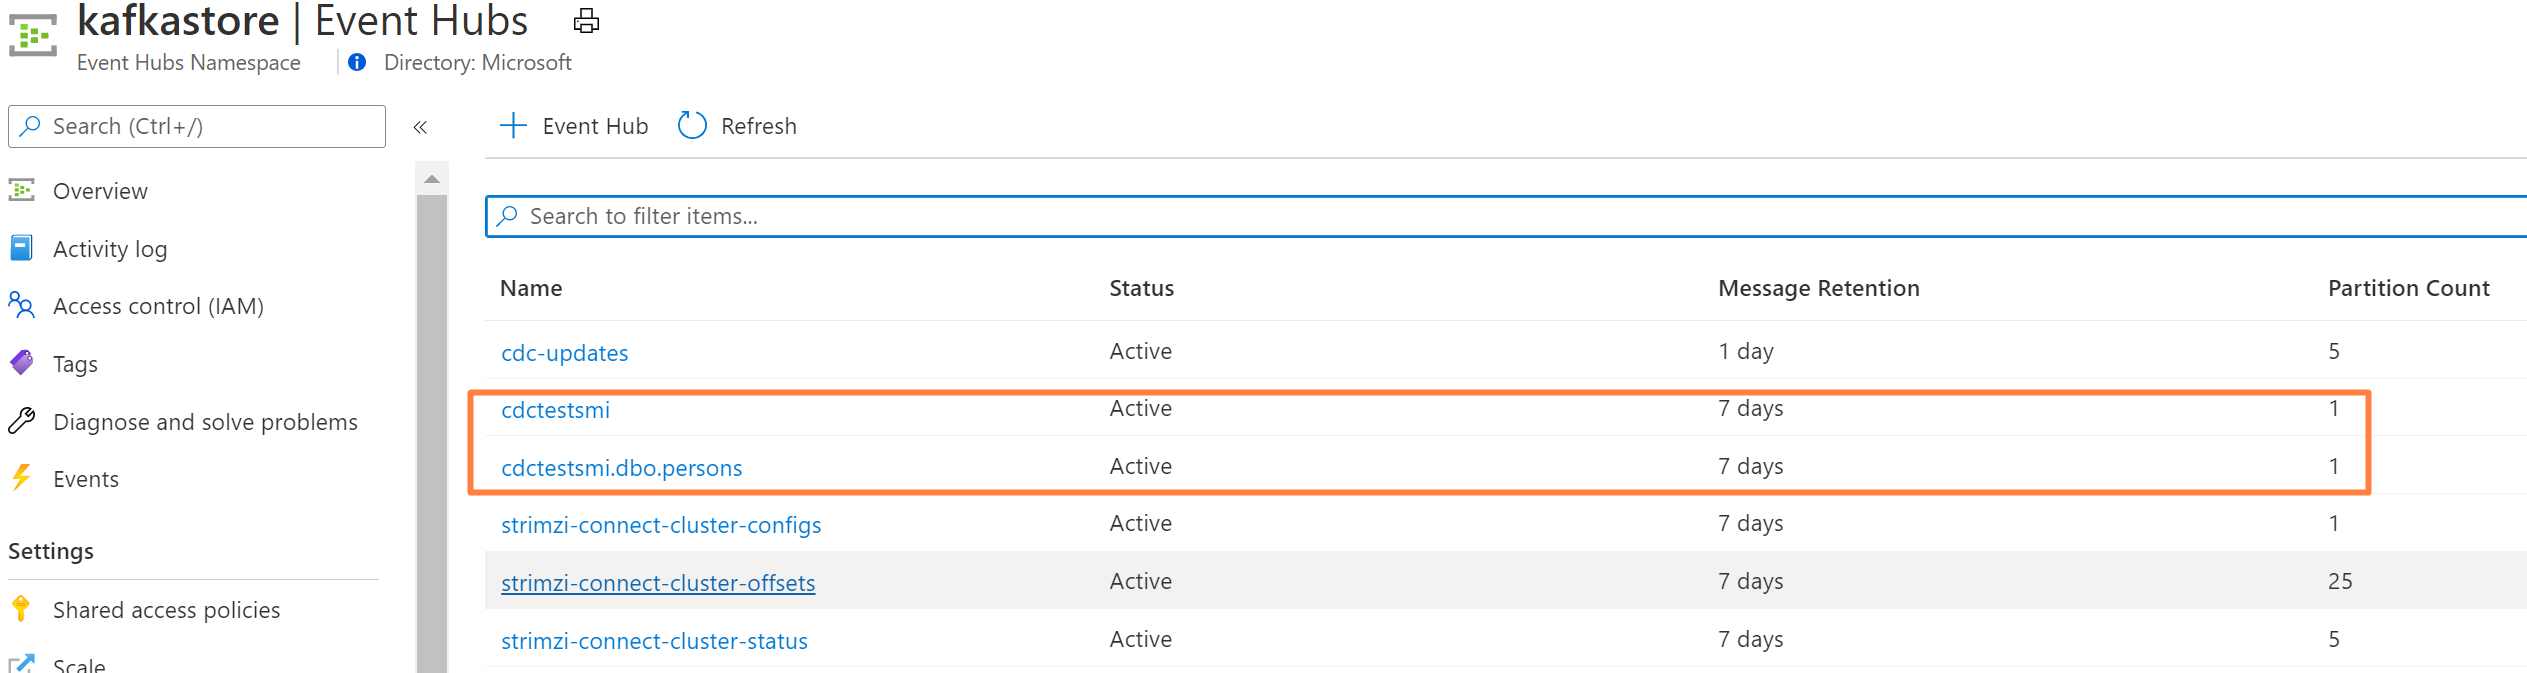 kafkastore | Event Hubs
Event Hubs Namespace
Directory: Microsoft
Search (Ctrl+/)
«
Event Hub
Refresh
Overview
Activity log
Access control (IAM)
Tags
Diagnose and solve problems
Events
Settings
Shared access policies
Scale
Search to filter items...
Name Status Message Retention Partition Count
cdc-updates Active 1 day 5
cdctestsmi Active 7 days 1
cdctestsmi.dbo.persons Active 7 days 1
strimzi-connect-cluster-configs Active 7 days 1
strimzi-connect-cluster-offsets Active 7 days 25
strimzi-connect-cluster-status Active 7 days 5